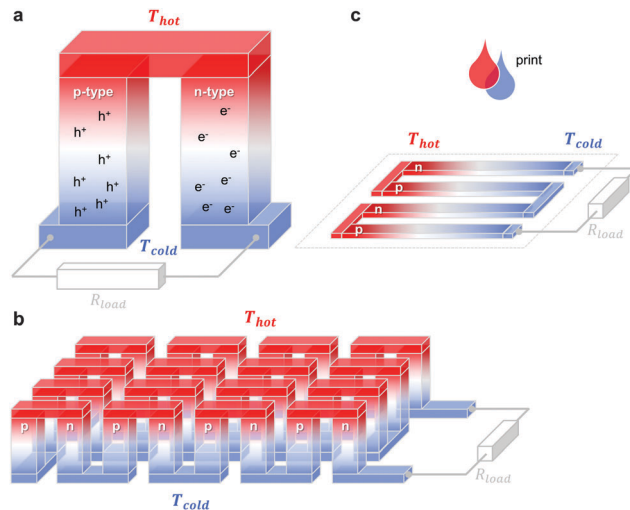 a
T_hot
p-type
n-type
h+
h+
h+
h+
h+
h+
h+
e-
e-
e-
e-
e-
e-
e-
T_cold
R_load
b
T_hot
p n p n p n p n
T_cold
R_load
c
print
T_hot
T_cold
n
p
n
p
R_load